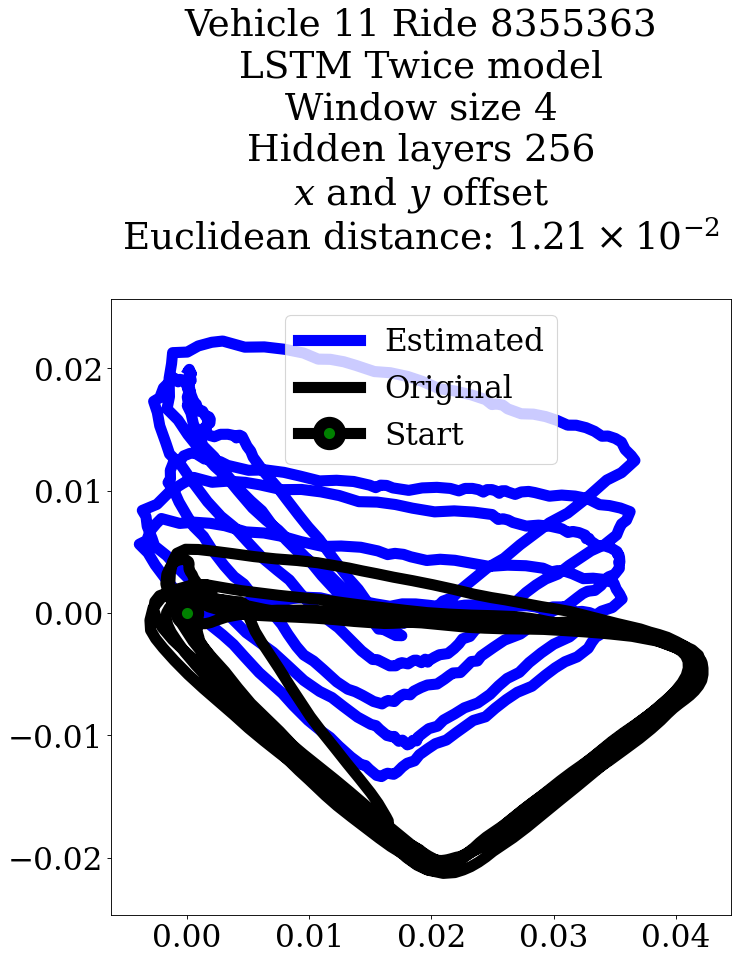 Vehicle 11 Ride 8355363
LSTM Twice model
Window size 4
Hidden layers 256
x and y offset
Euclidean distance: 1.21 × 10⁻²
Estimated
Original
Start
0.02
0.01
0.00
−0.01
−0.02
0.00 0.01 0.02 0.03 0.04